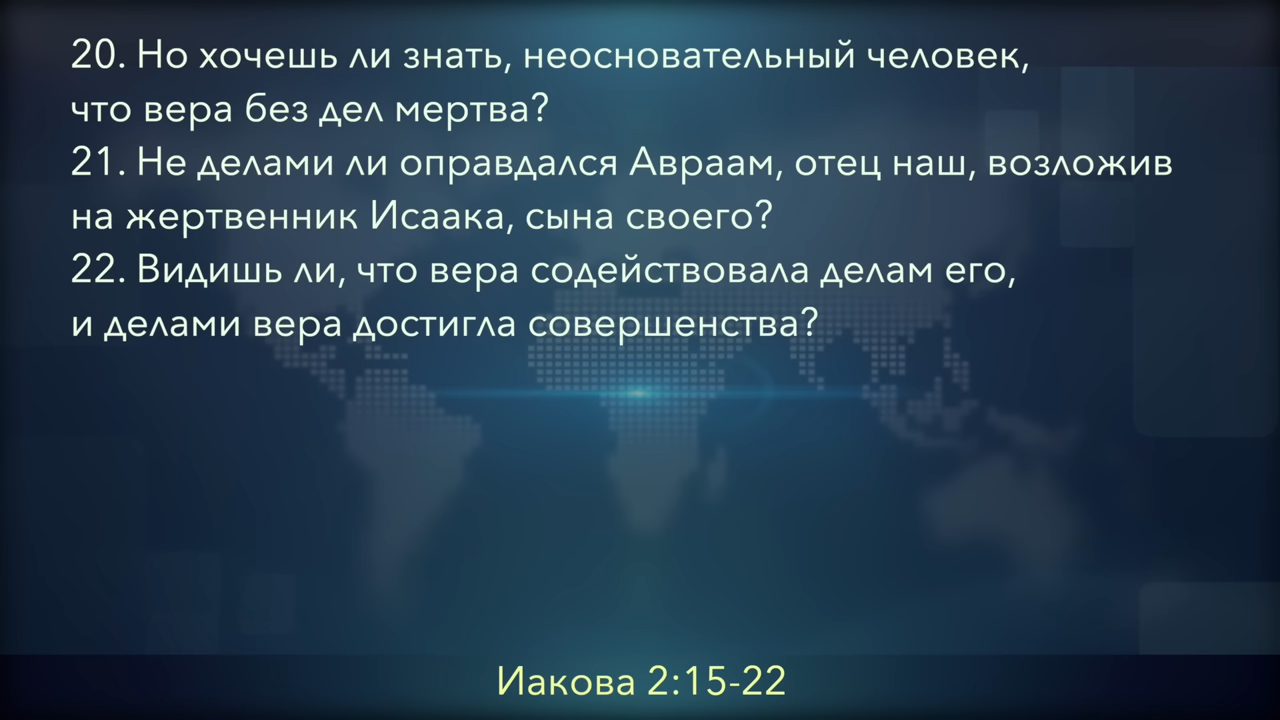 20. Но хочешь ли знать, неосновательный человек,
что вера без дел мертва?
21. Не делами ли оправдался Авраам, отец наш, возложив
на жертвенник Исаака, сына своего?
22. Видишь ли, что вера содействовала делам его,
и делами вера достигла совершенства?
Иакова 2:15-22